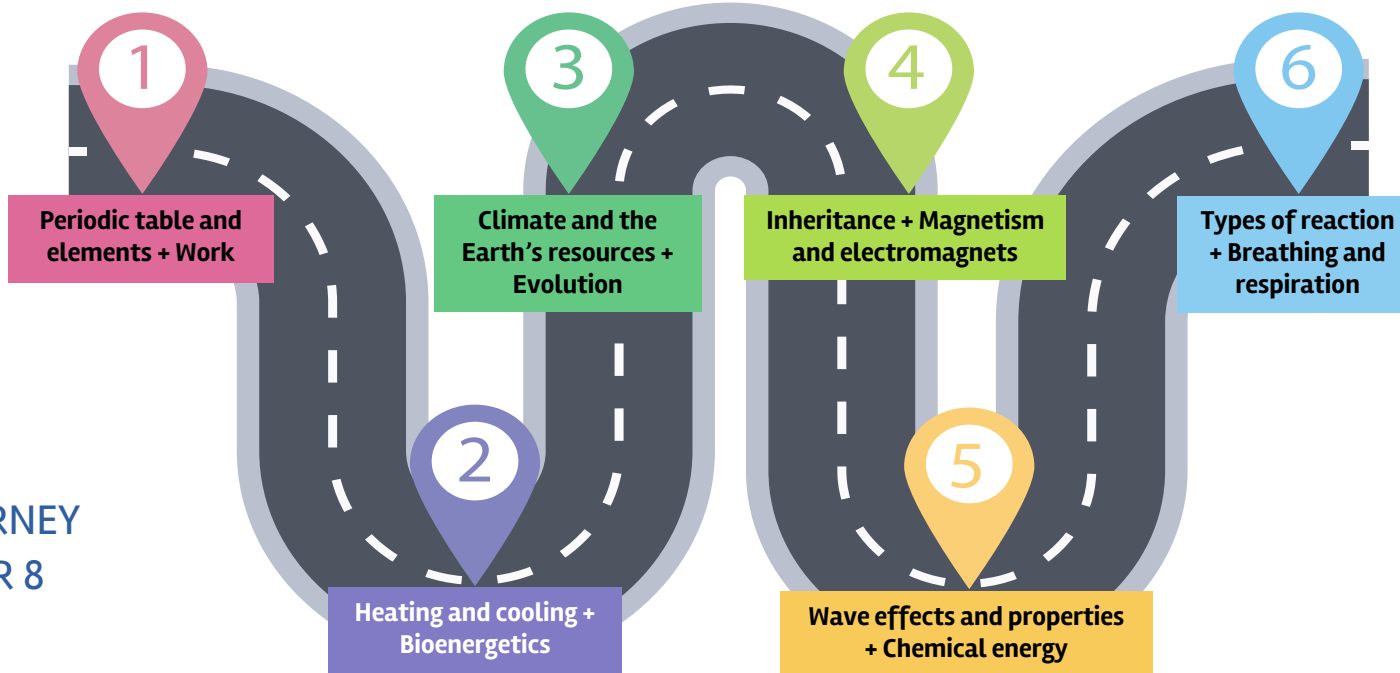 1
Periodic table and
elements + Work
2
Heating and cooling +
Bioenergetics
3
Climate and the
Earth’s resources +
Evolution
4
Inheritance + Magnetism
and electromagnets
5
Wave effects and properties
+ Chemical energy
6
Types of reaction
+ Breathing and
respiration
RNEY
R 8